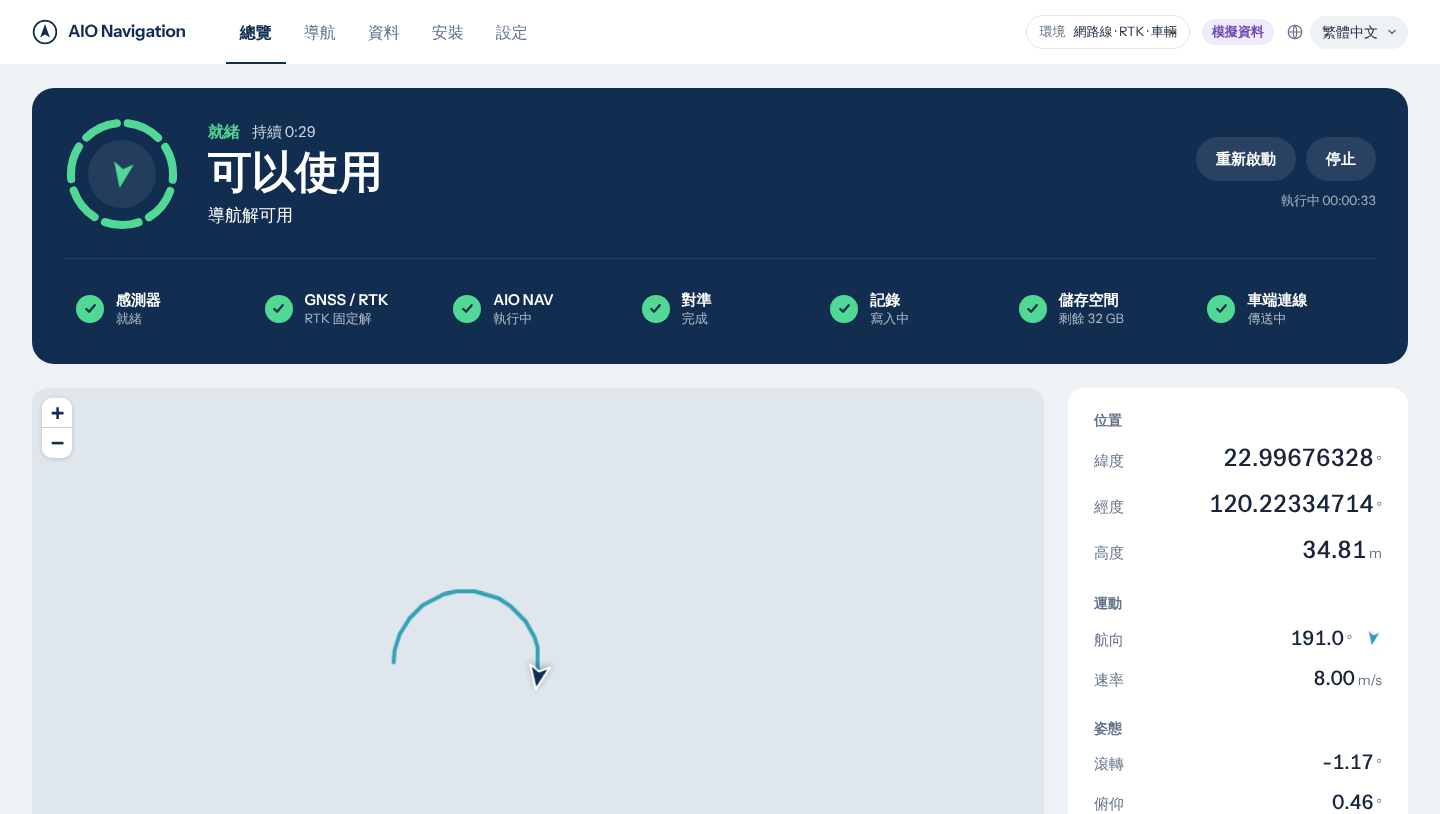 AIO Navigation
總覽
導航
資料
安裝
設定
環境 網路線·RTK·車輛
模擬資料
繁體中文
就緒 持續 0:29
可以使用
導航解可用
重新啟動
停止
執行中 00:00:33
感測器
就緒
GNSS / RTK
RTK 固定解
AIO NAV
執行中
對準
完成
記錄
寫入中
儲存空間
剩餘 32 GB
車端連線
傳送中
+
−
位置
緯度 22.99676328°
經度 120.22334714°
高度 34.81 m
運動
航向 191.0°
速率 8.00 m/s
姿態
滾轉 -1.17°
俯仰 0.46°